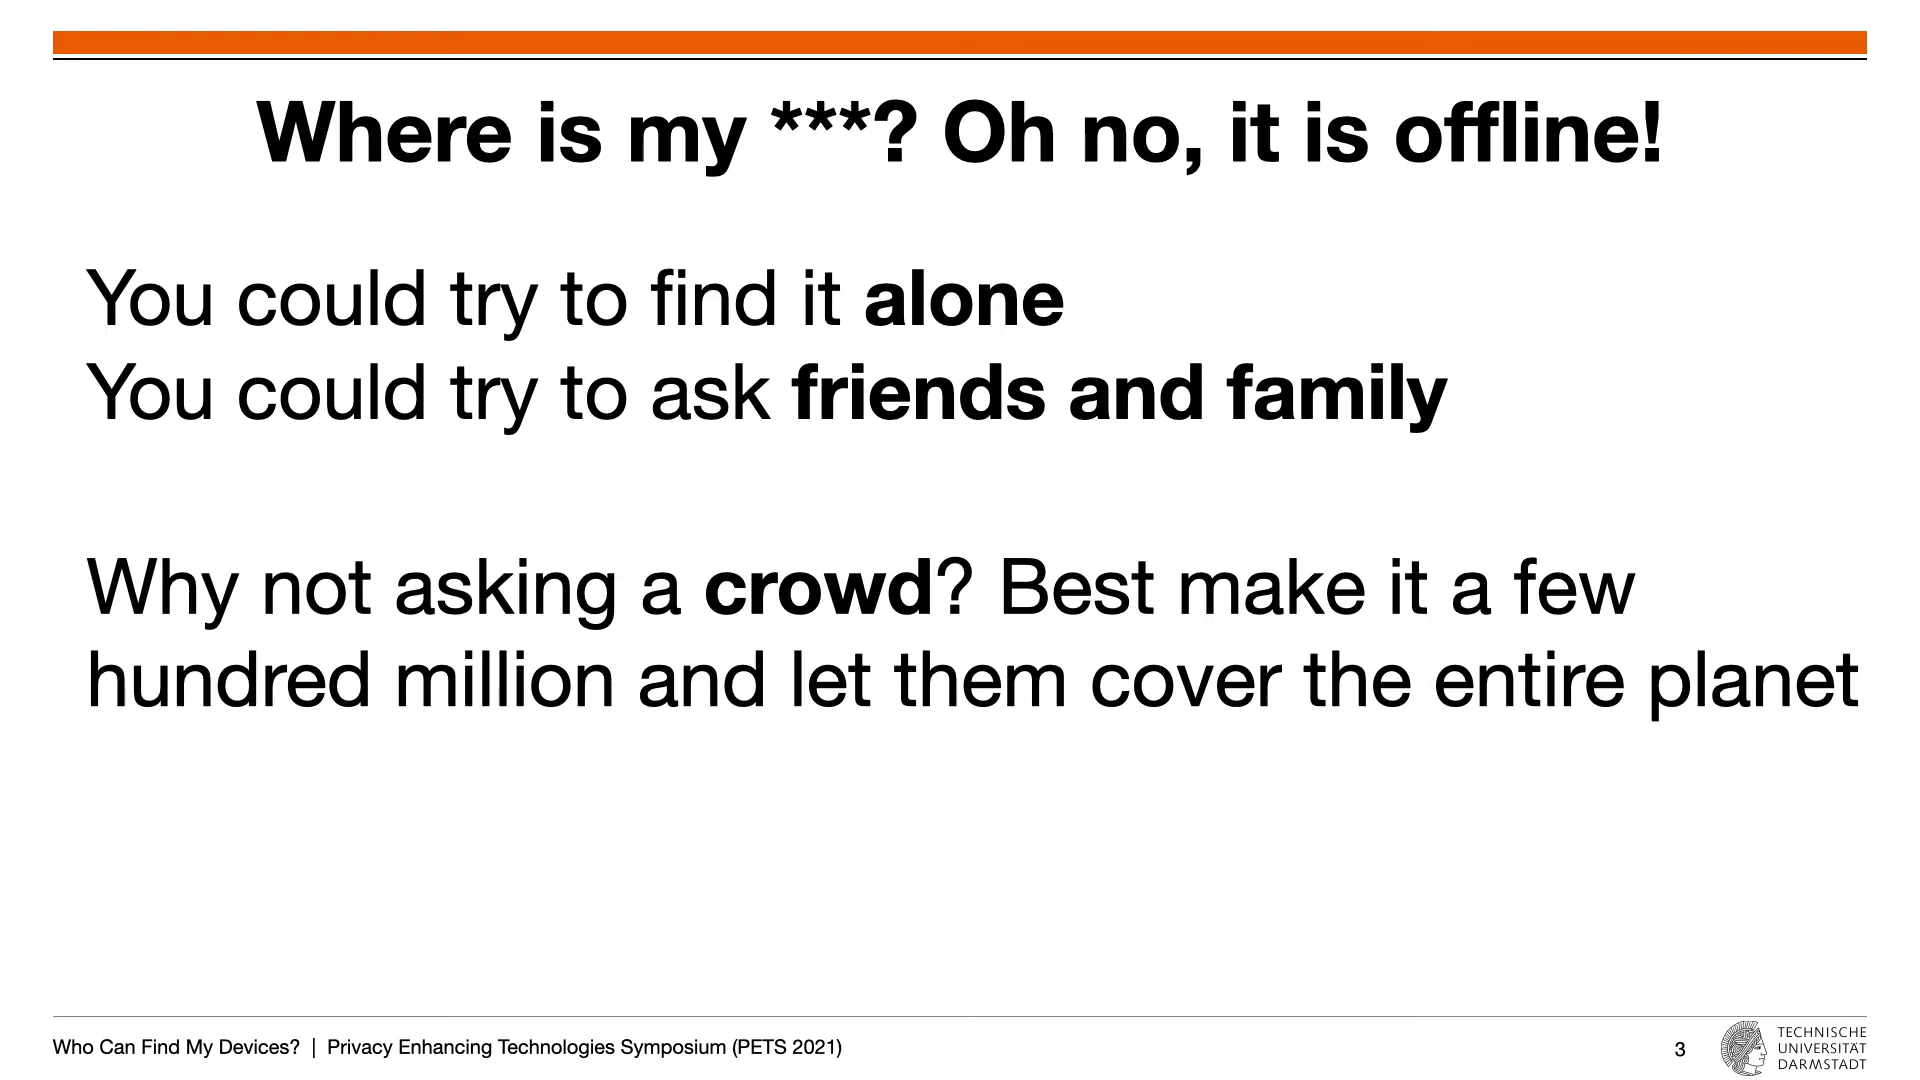 Where is my ***? Oh no, it is offline!
You could try to find it alone
You could try to ask friends and family
Why not asking a crowd? Best make it a few
hundred million and let them cover the entire planet
Who Can Find My Devices? | Privacy Enhancing Technologies Symposium (PETS 2021)
3
TECHNISCHE
UNIVERSITÄT
DARMSTADT